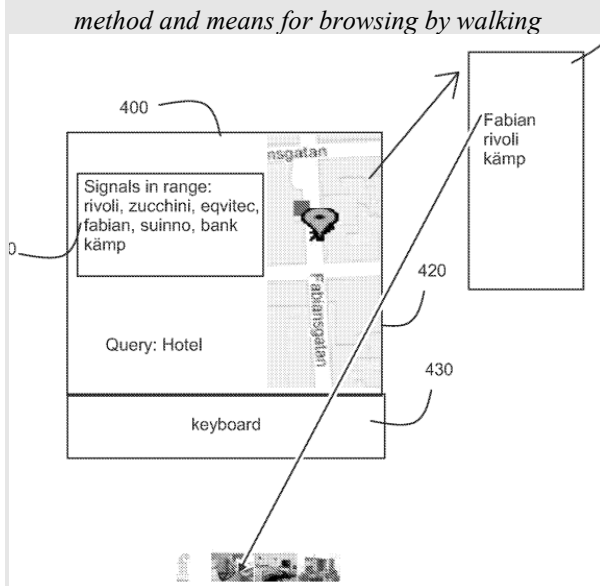 method and means for browsing by walking
400
nsgatan
Signals in range:
rivoli, zucchini, eqvitec,
fabian, suinno, bank
kämp
0
Fabian
rivoli
kämp
Fabiansgatan
420
Query: Hotel
430
keyboard